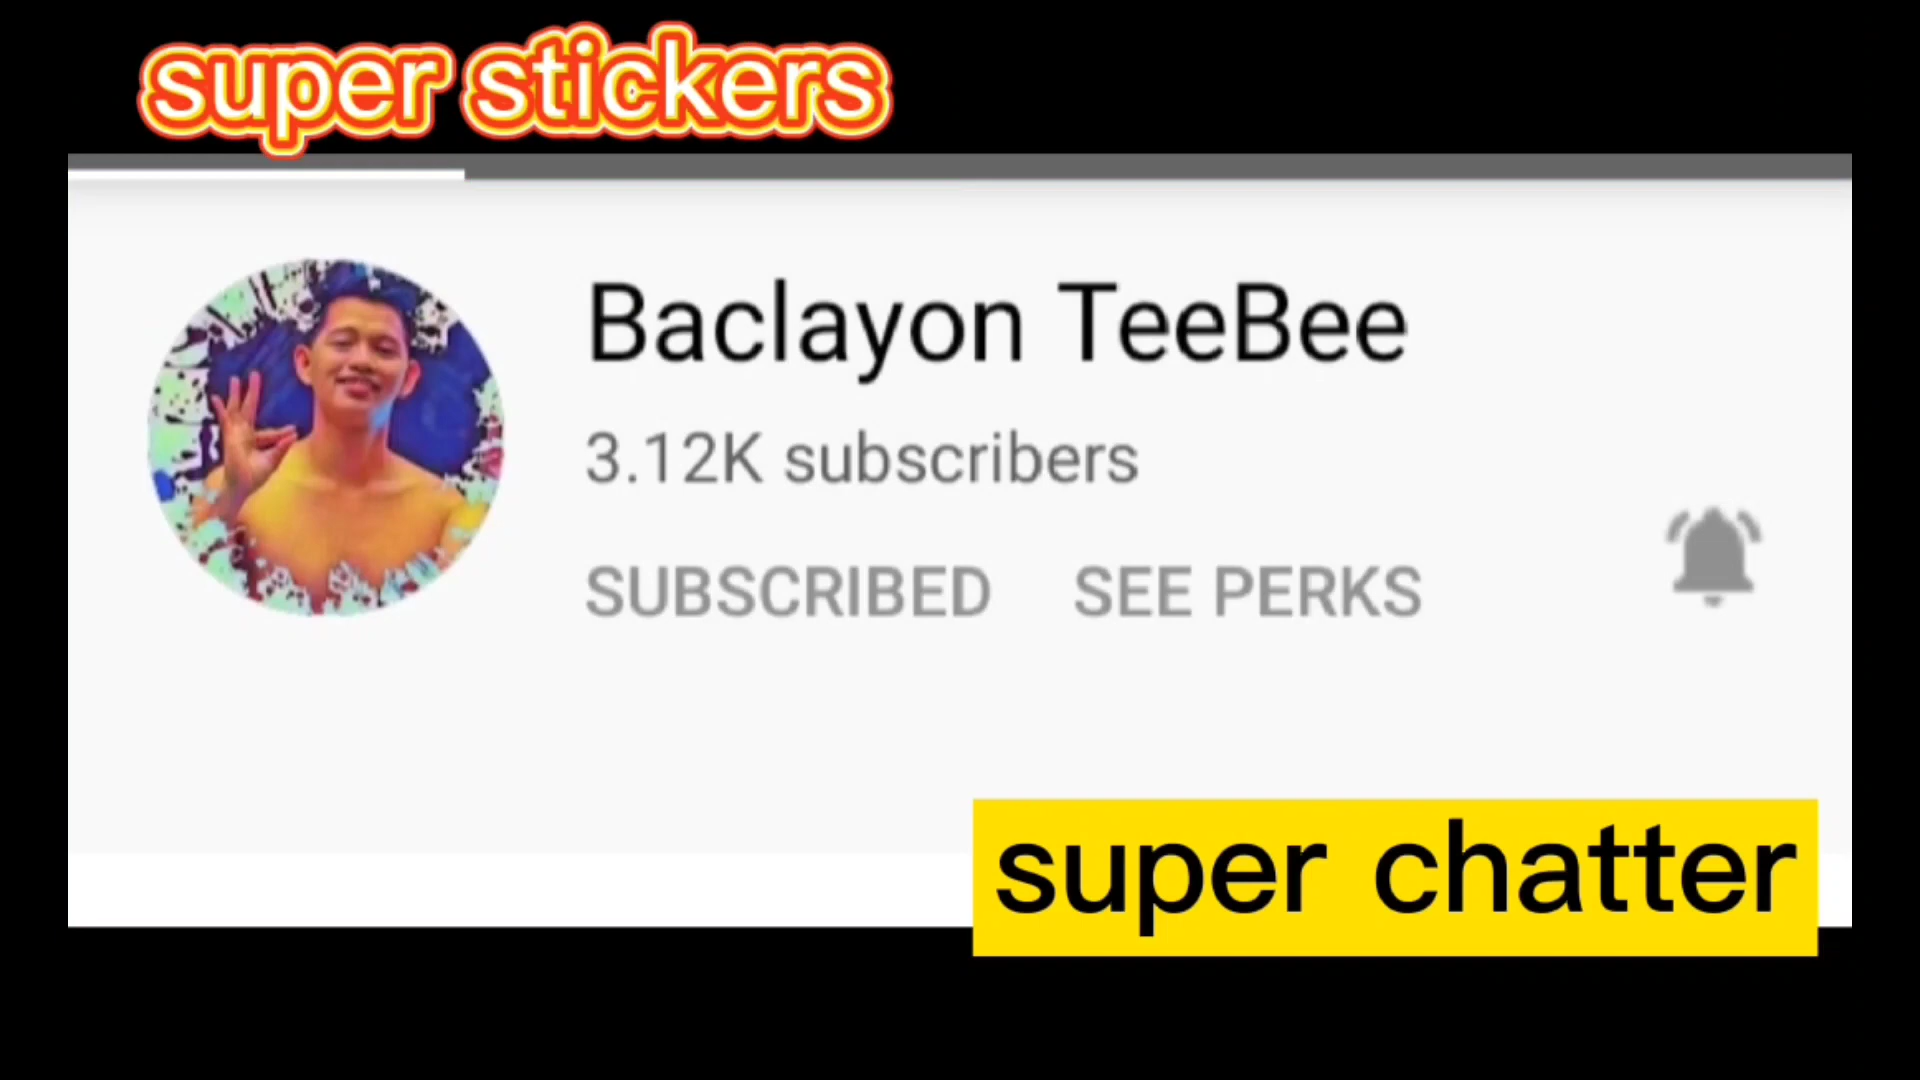 super stickers
Baclayon TeeBee
3.12K subscribers
SUBSCRIBED SEE PERKS
super chatter